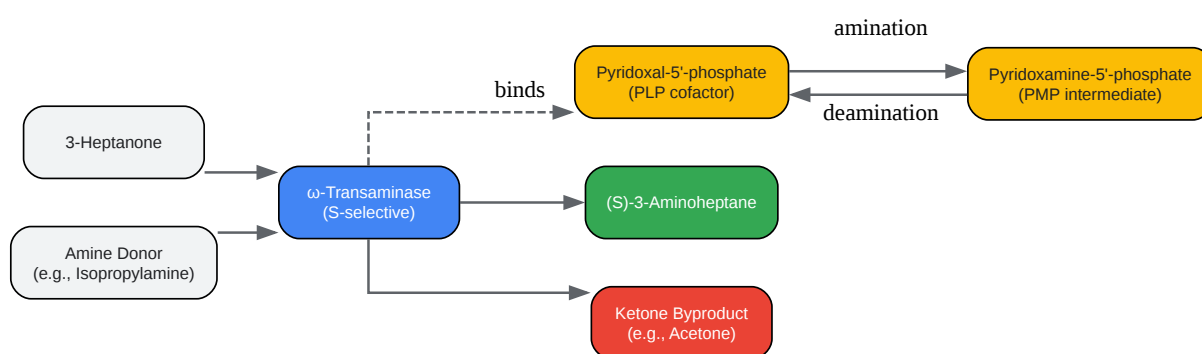 amination
Pyridoxal-5'-phosphate
(PLP cofactor)
Pyridoxamine-5'-phosphate
(PMP intermediate)
binds
deamination
3-Heptanone
ω-Transaminase
(S-selective)
(S)-3-Aminoheptane
Amine Donor
(e.g., Isopropylamine)
Ketone Byproduct
(e.g., Acetone)